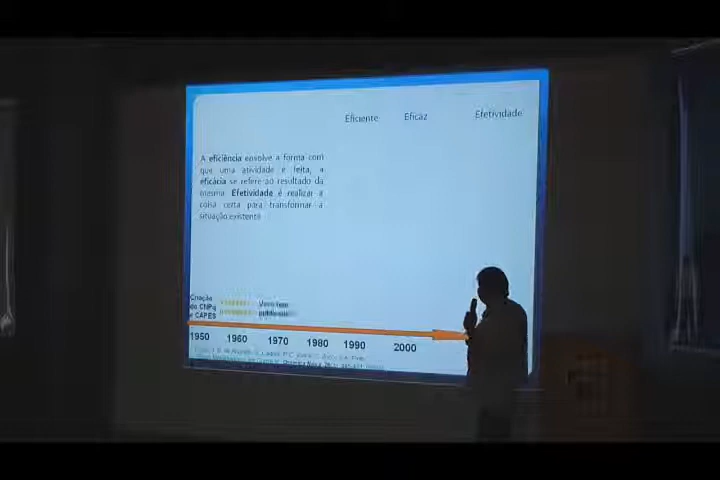 Eficiente Eficaz Efetividade
A eficiência envolve a forma com
que uma atividade é feita, a
eficácia se refere ao resultado da
mesma. Efetividade é realizar a
coisa certa para transformar a
situação existente
Criação
do CNPq
e CAPES
1950 1960 1970 1980 1990 2000